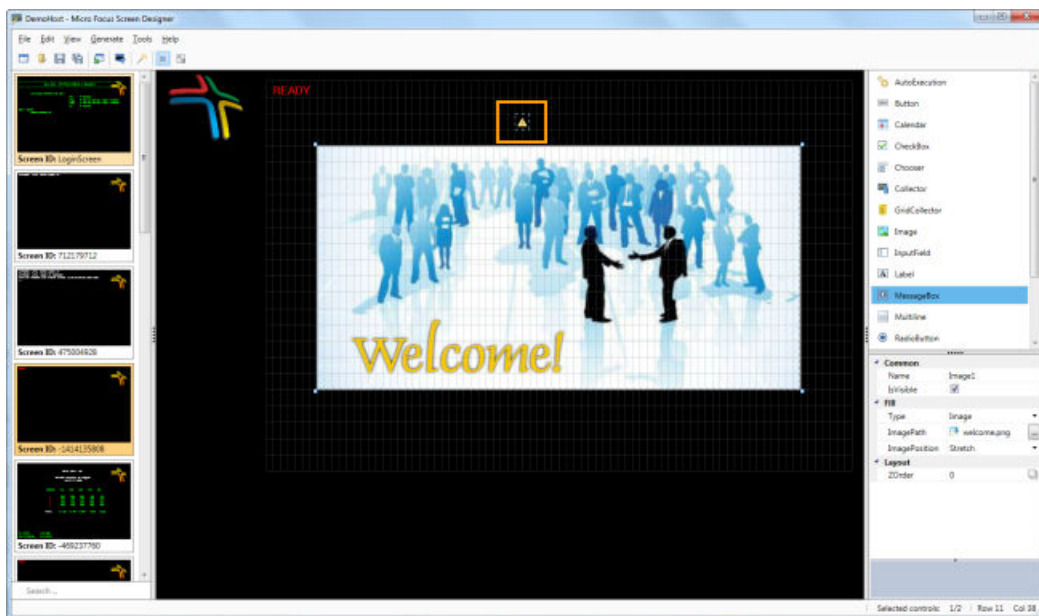 DemoHost - Micro Focus Screen Designer
File Edit View Generate Tools Help
Screen ID: LoginScreen
Screen ID: 712179712
Screen ID: 475004928
Screen ID: -1414135808
Screen ID: -469237760
Search...
READY
Welcome!
AutoExecution
Button
Calendar
CheckBox
Chooser
Collector
GridCollector
Image
InputField
Label
MessageBox
Multiline
RadioButton
Common
Name Image1
IsVisible
Fill
Type Image
ImagePath welcome.png ...
ImagePosition Stretch
Layout
ZOrder 0
Selected controls: 1/2 Row 11 Col 38